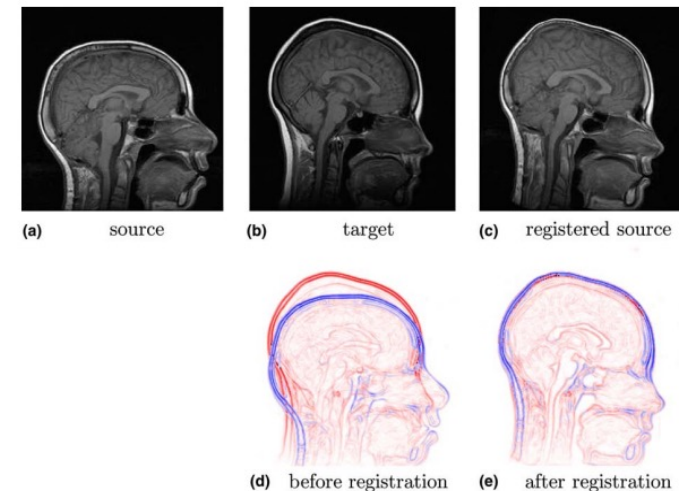 (a) source
(b) target
(c) registered source
(d) before registration
(e) after registration